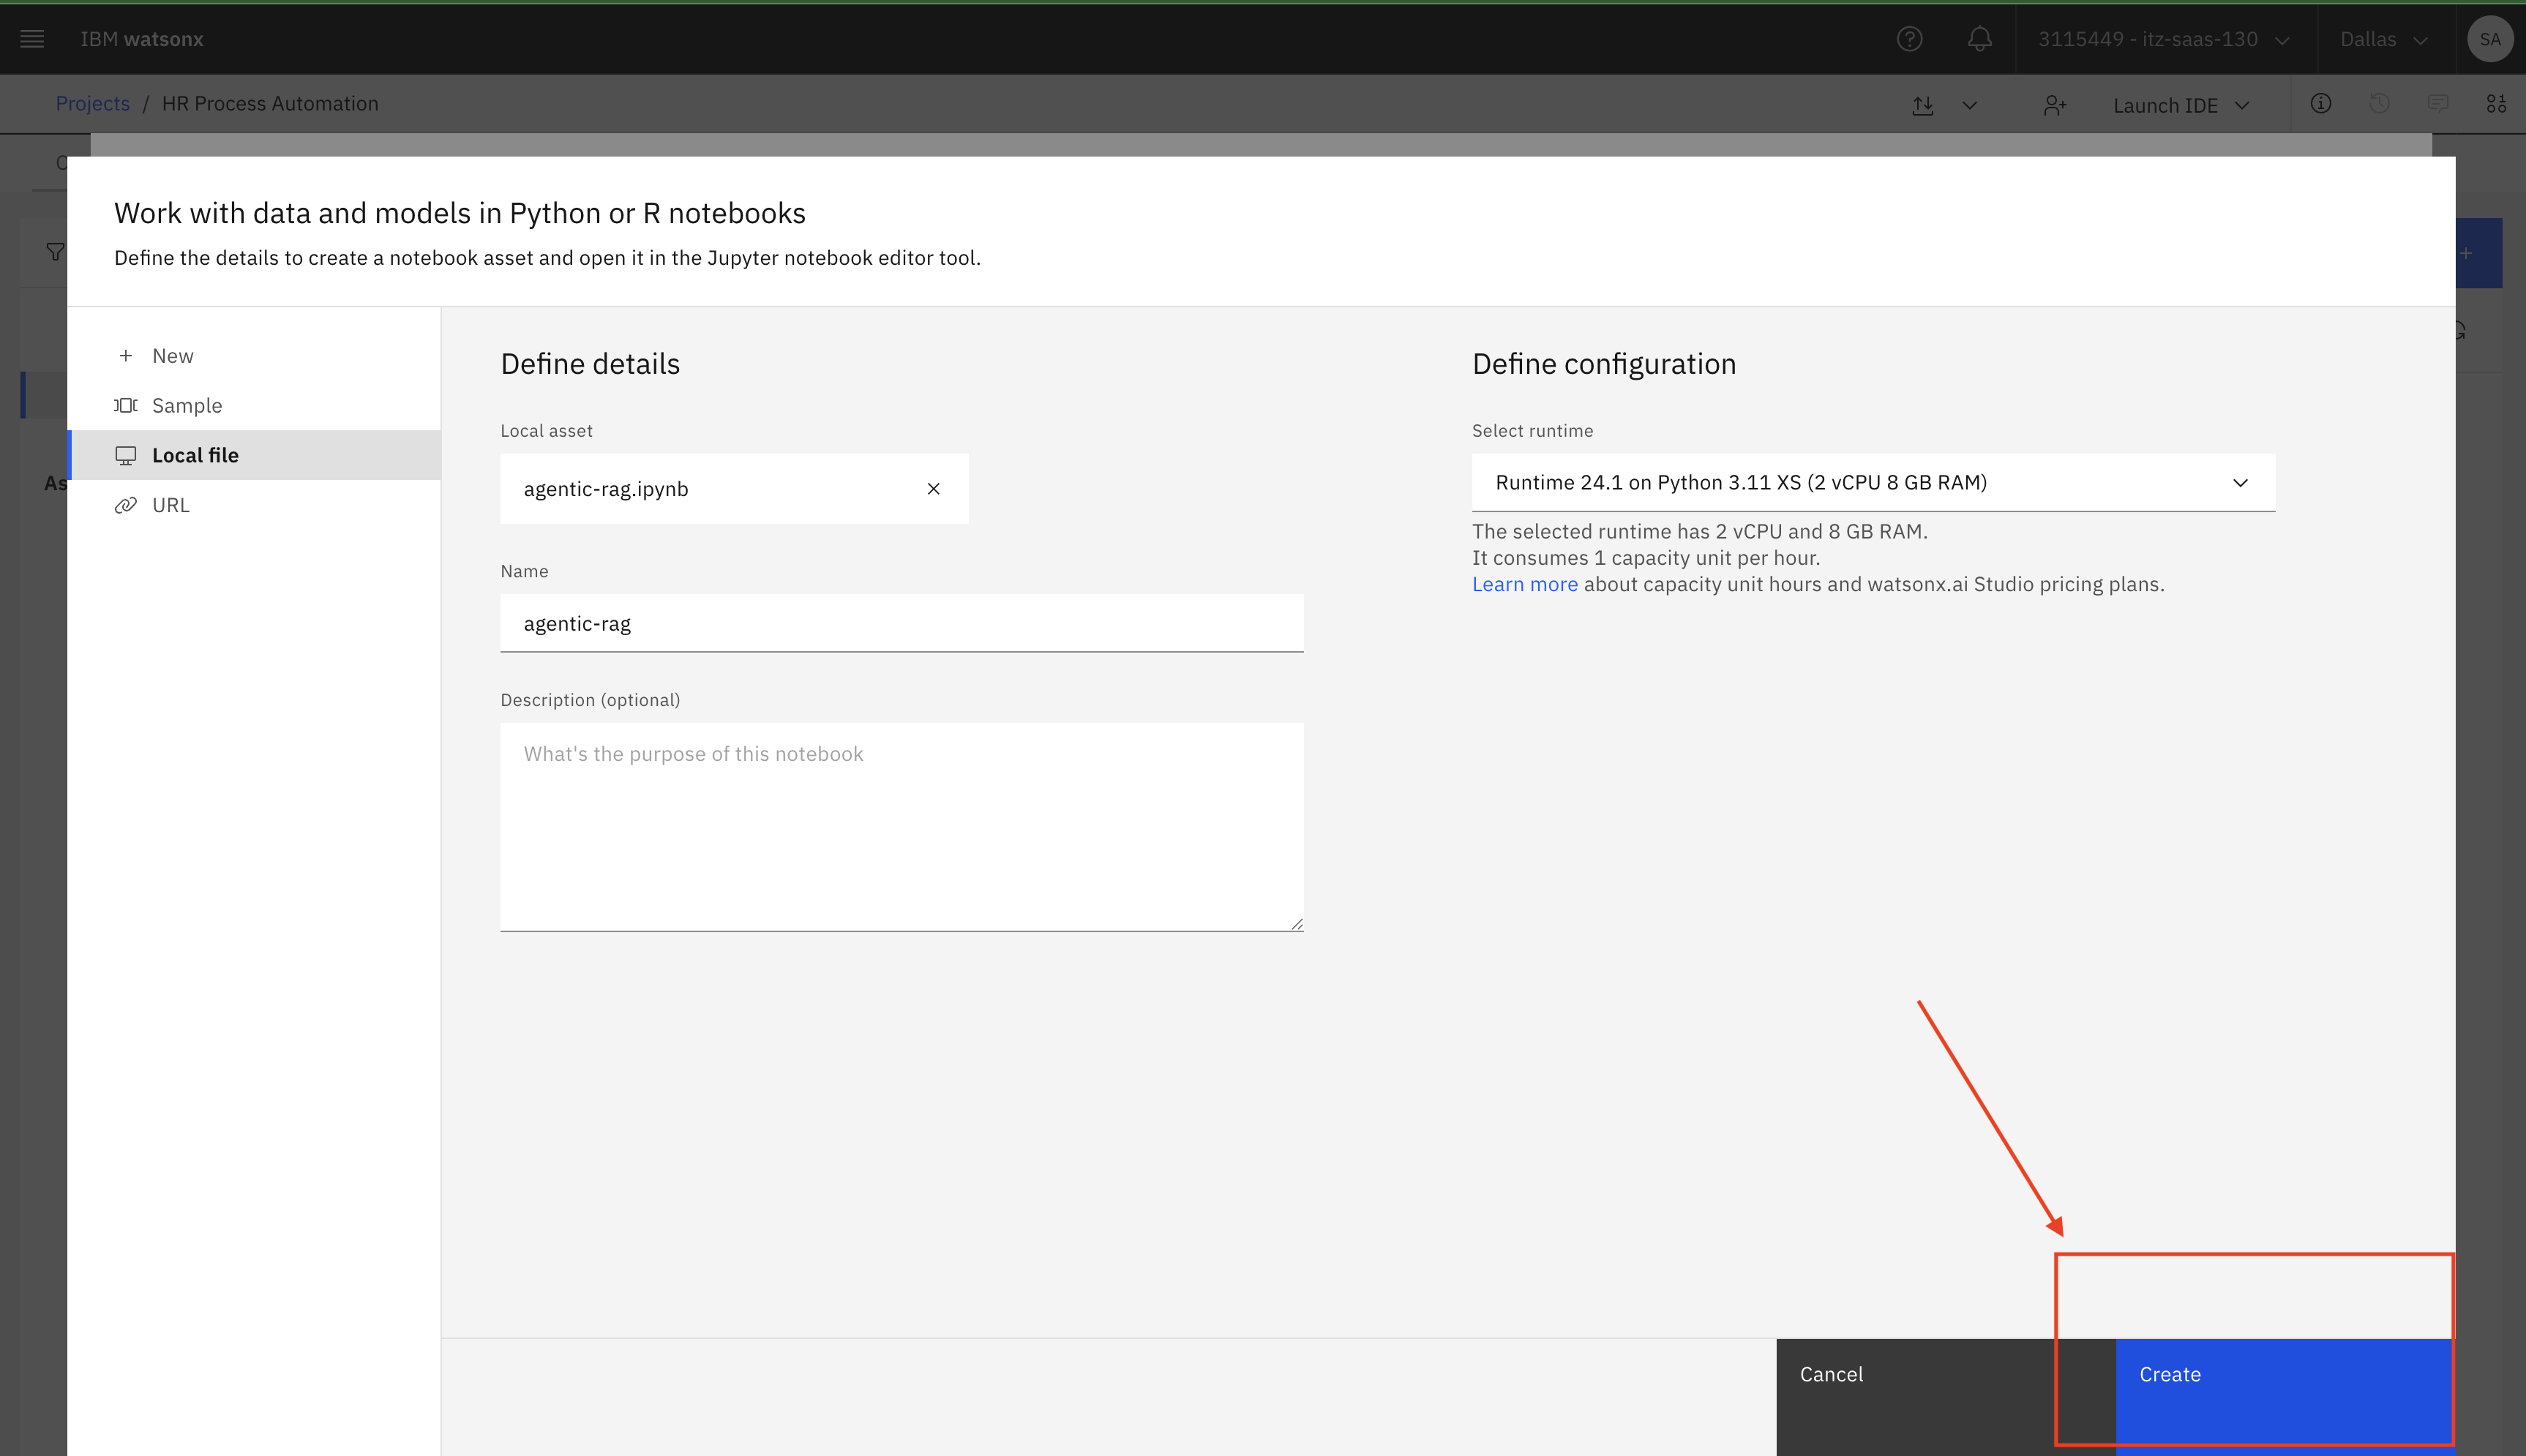 IBM watsonx
3115449 - itz-saas-130
Dallas
SA
Projects / HR Process Automation
Launch IDE
Work with data and models in Python or R notebooks
Define the details to create a notebook asset and open it in the Jupyter notebook editor tool.
New
Sample
Local file
URL
Define details
Local asset
agentic-rag.ipynb
Name
agentic-rag
Description (optional)
What's the purpose of this notebook
Define configuration
Select runtime
Runtime 24.1 on Python 3.11 XS (2 vCPU 8 GB RAM)
The selected runtime has 2 vCPU and 8 GB RAM.
It consumes 1 capacity unit per hour.
Learn more about capacity unit hours and watsonx.ai Studio pricing plans.
Cancel
Create